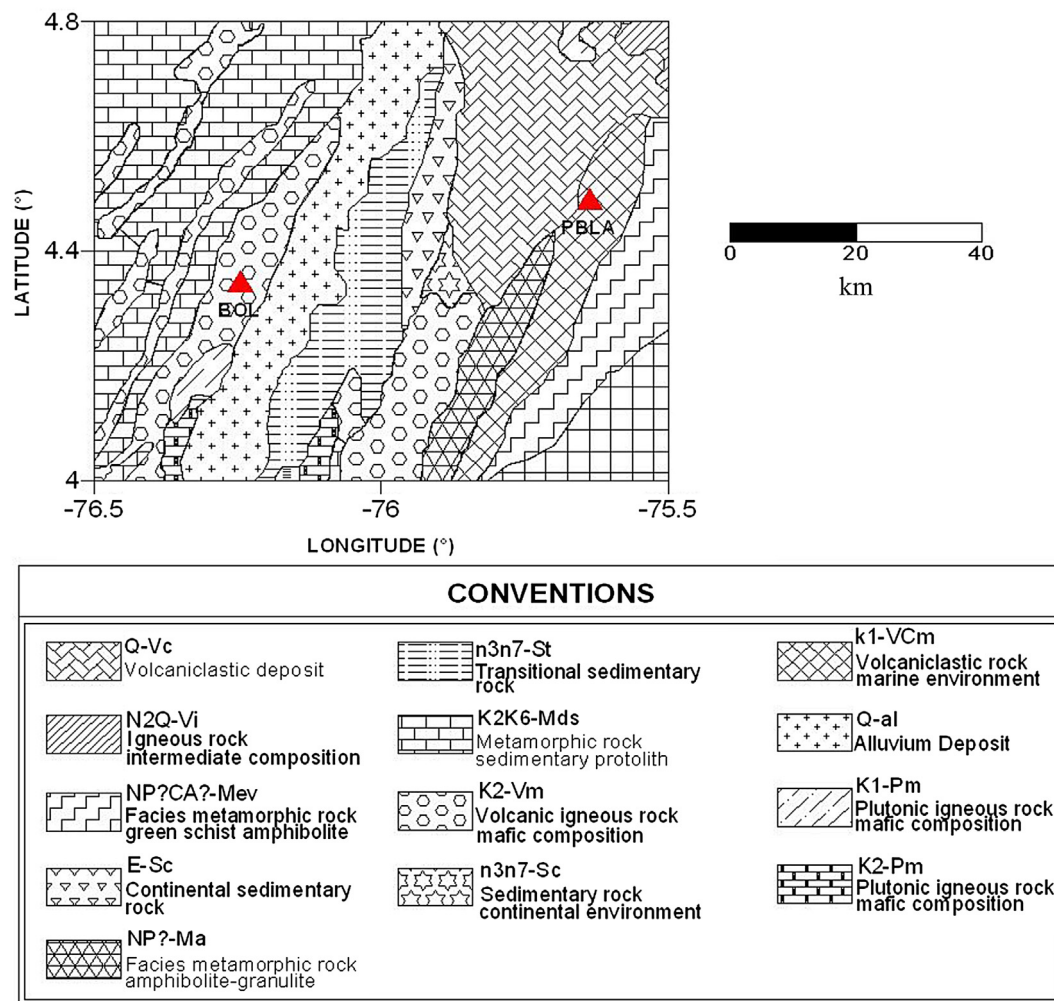 4.8
LATITUDE (°)
4.4
4
PBLA
BOL
0 20 40
km
-76.5 -76 -75.5
LONGITUDE (°)
CONVENTIONS
Q-Vc
Volcaniclastic deposit
N2Q-Vi
Igneous rock
intermediate composition
NP?CA?-Mev
Facies metamorphic rock
green schist amphibolite
E-Sc
Continental sedimentary
rock
NP?-Ma
Facies metamorphic rock
amphibolite-granulite
n3n7-St
Transitional sedimentary
rock
K2K6-Mds
Metamorphic rock
sedimentary protolith
K2-Vm
Volcanic igneous rock
mafic composition
n3n7-Sc
Sedimentary rock
continental environment
k1-VCm
Volcaniclastic rock
marine environment
Q-al
Alluvium Deposit
K1-Pm
Plutonic igneous rock
mafic composition
K2-Pm
Plutonic igneous rock
mafic composition